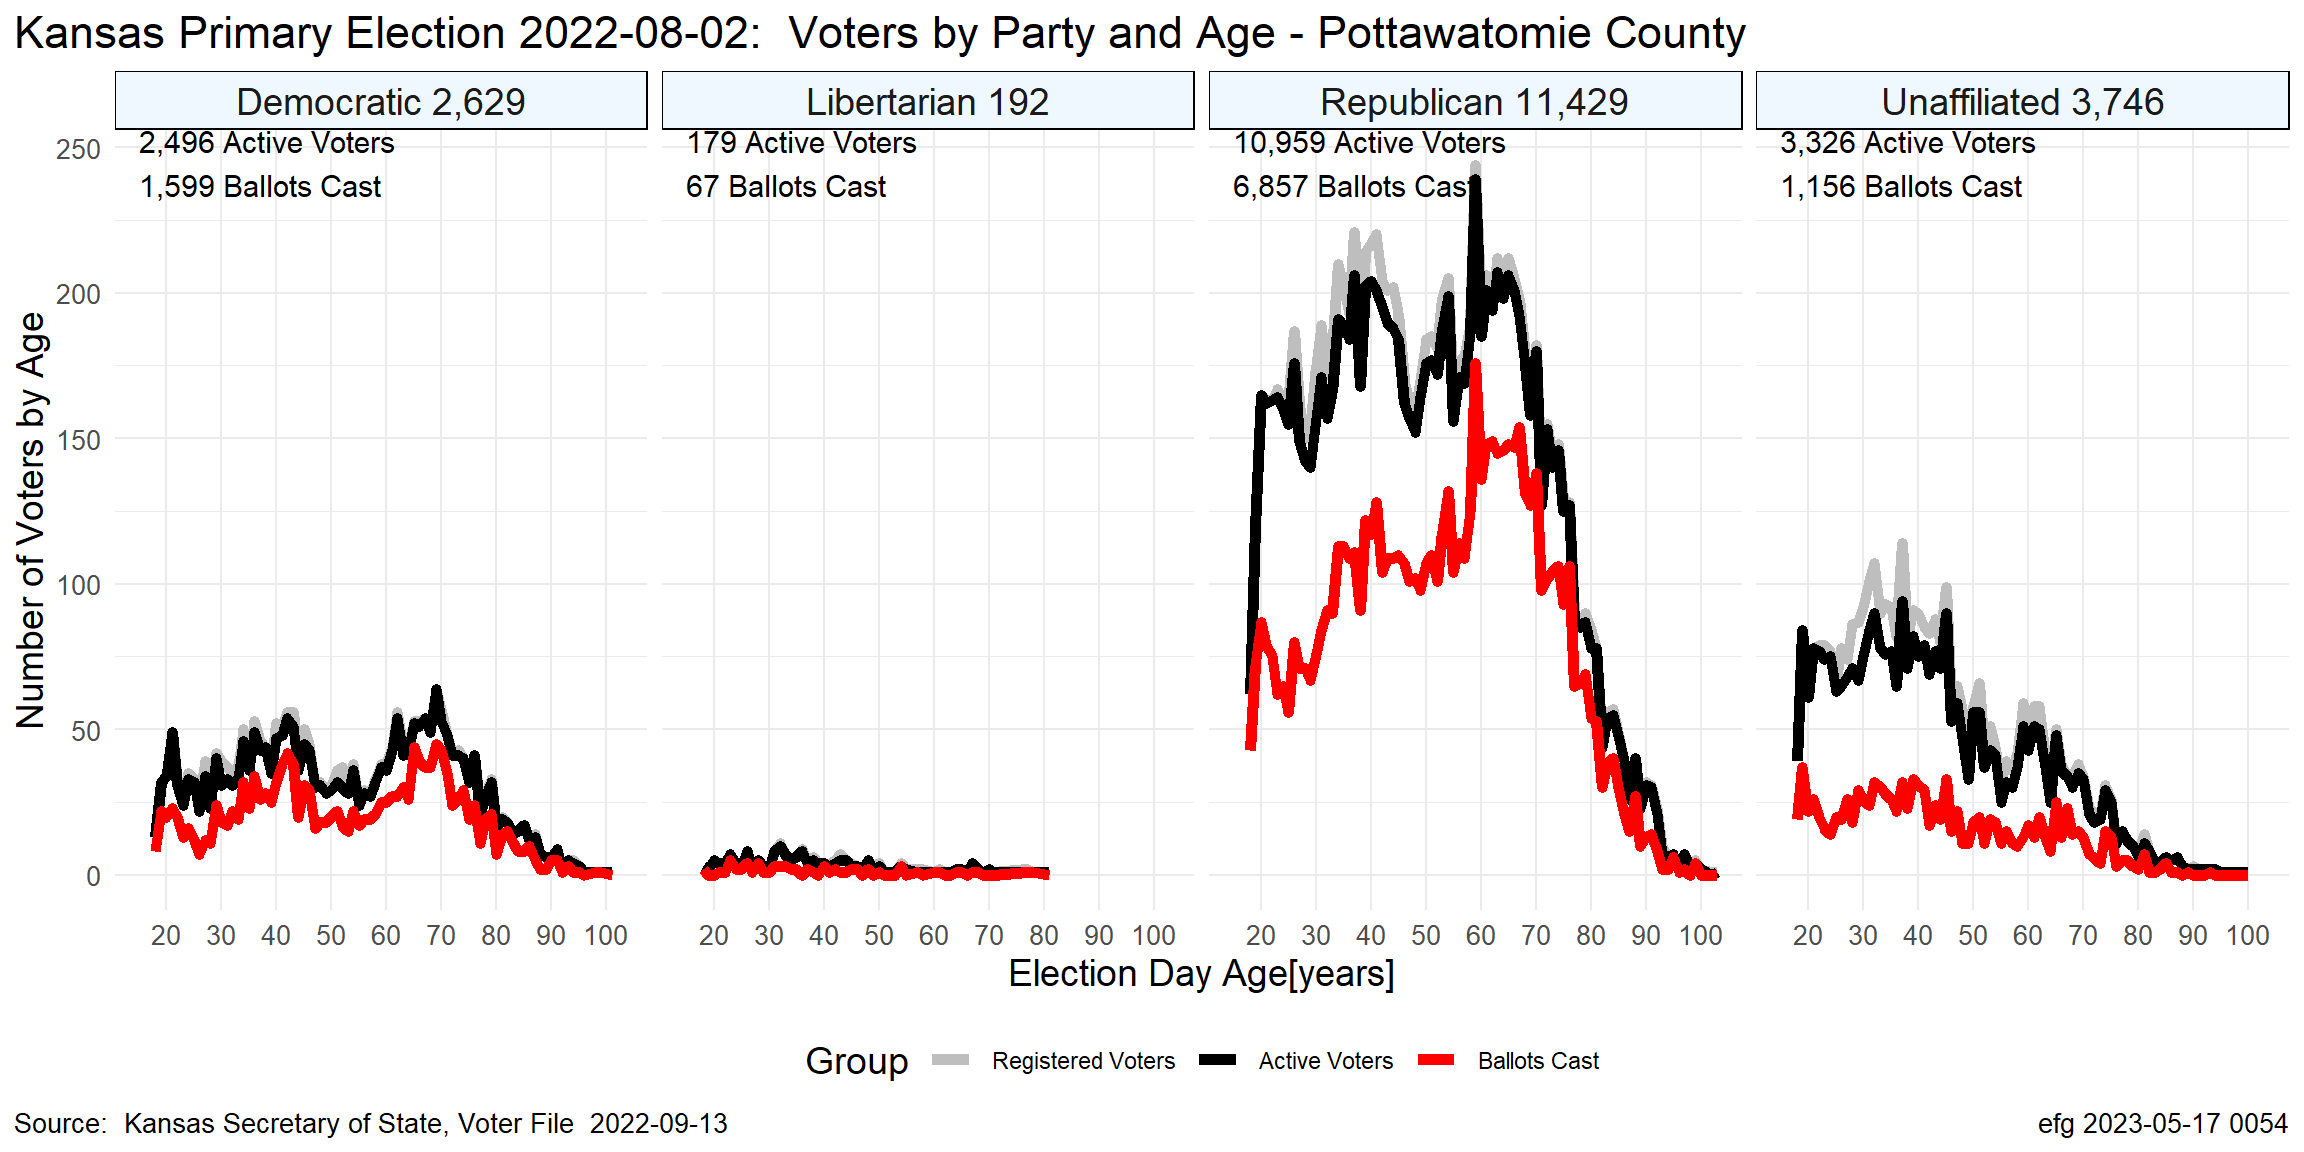 Kansas Primary Election 2022-08-02:  Voters by Party and Age - Pottawatomie County
Democratic 2,629
Libertarian 192
Republican 11,429
Unaffiliated 3,746
2,496 Active Voters
1,599 Ballots Cast
179 Active Voters
67 Ballots Cast
10,959 Active Voters
6,857 Ballots Cast
3,326 Active Voters
1,156 Ballots Cast
Number of Voters by Age
250
200
150
100
50
0
20 30 40 50 60 70 80 90 100
20 30 40 50 60 70 80 90 100
20 30 40 50 60 70 80 90 100
20 30 40 50 60 70 80 90 100
Election Day Age[years]
Group Registered Voters Active Voters Ballots Cast
Source:  Kansas Secretary of State, Voter File  2022-09-13
efg 2023-05-17 0054